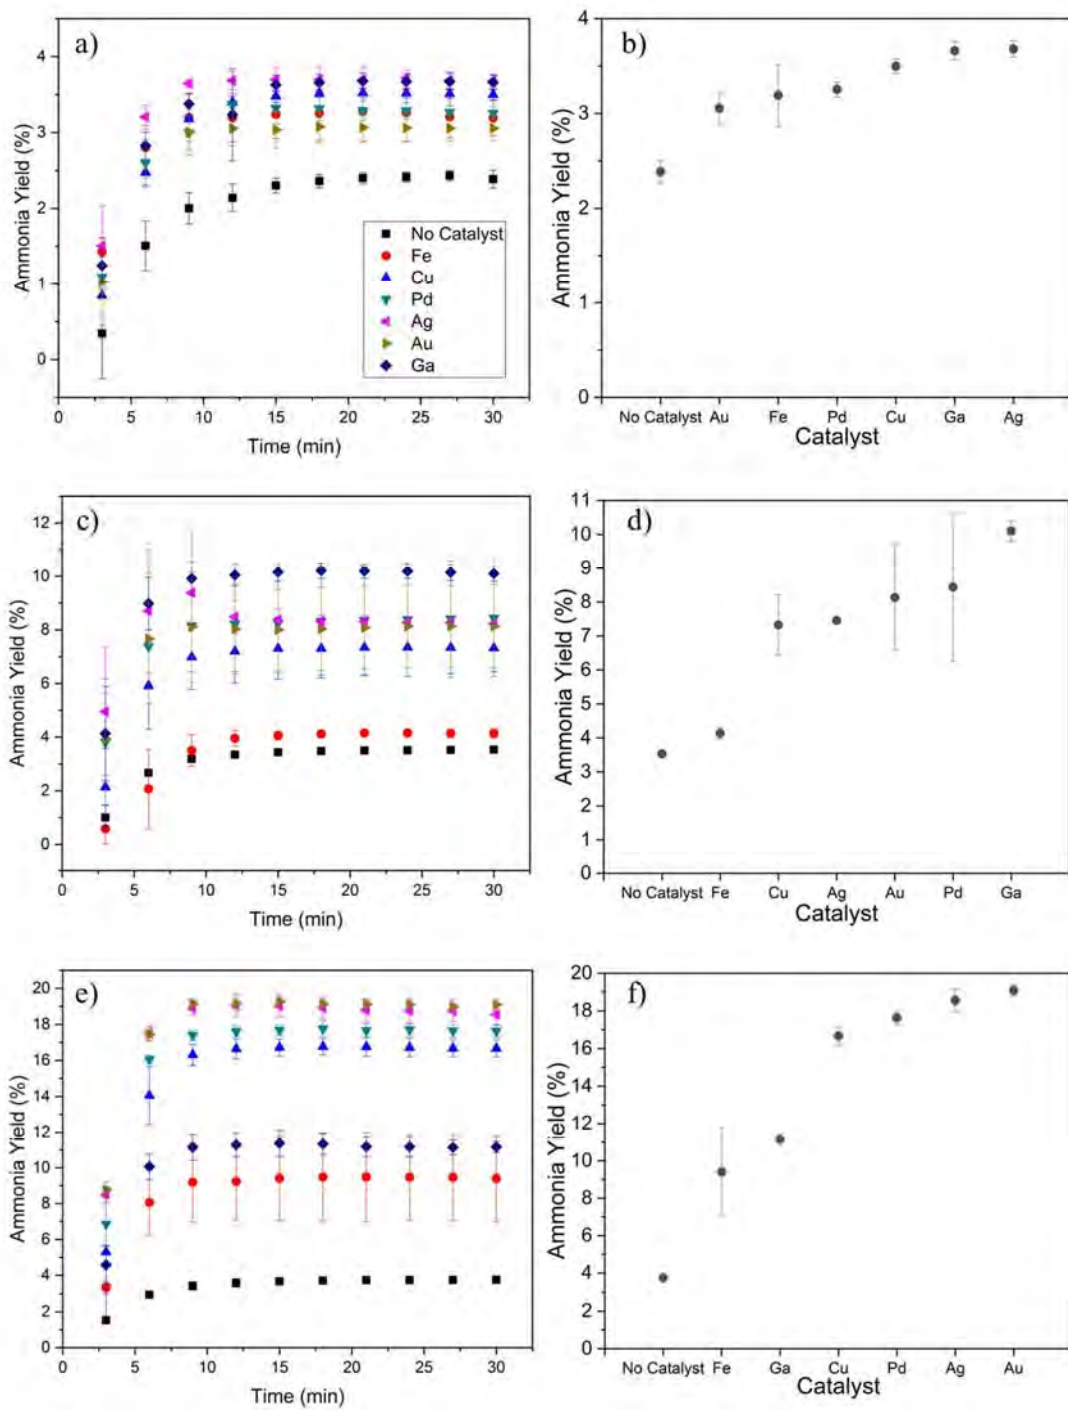 a)
Ammonia Yield (%)
4
3
2
1
0
No Catalyst
Fe
Cu
Pd
Ag
Au
Ga
0 5 10 15 20 25 30
Time (min)
b)
Ammonia Yield (%)
4
3
2
1
0
No Catalyst Au Fe Pd Cu Ga Ag
Catalyst
c)
Ammonia Yield (%)
12
10
8
6
4
2
0
0 5 10 15 20 25 30
Time (min)
d)
Ammonia Yield (%)
11
10
9
8
7
6
5
4
3
2
1
0
No Catalyst Fe Cu Ag Au Pd Ga
Catalyst
e)
Ammonia Yield (%)
20
18
16
14
12
10
8
6
4
2
0
0 5 10 15 20 25 30
Time (min)
f)
Ammonia Yield (%)
20
18
16
14
12
10
8
6
4
2
0
No Catalyst Fe Ga Cu Pd Ag Au
Catalyst